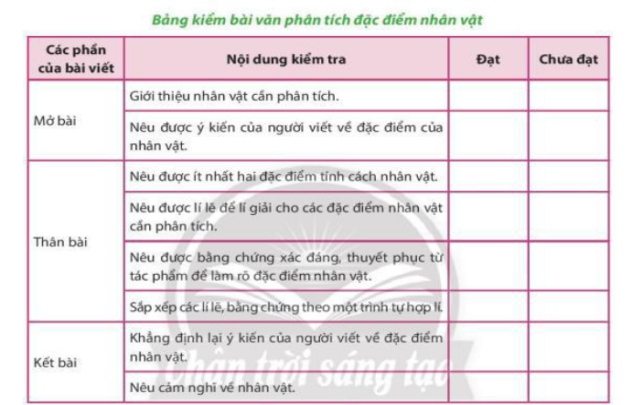 Bảng kiểm bài văn phân tích đặc điểm nhân vật
Các phần
của bài viết
Nội dung kiểm tra
Đạt
Chưa đạt
Mở bài
Giới thiệu nhân vật cần phân tích.
Nêu được ý kiến của người viết về đặc điểm của
nhân vật.
Thân bài
Nêu được ít nhất hai đặc điểm tính cách nhân vật.
Nêu được lí lẽ để lí giải cho các đặc điểm nhân vật
cần phân tích.
Nêu được bằng chứng xác đáng, thuyết phục từ
tác phẩm để làm rõ đặc điểm nhân vật.
Sắp xếp các lí lẽ, bằng chứng theo một trình tự hợp lí.
Kết bài
Khẳng định lại ý kiến của người viết về đặc điểm
nhân vật.
Nêu cảm nghĩ về nhân vật.
Chân trời sáng tạo